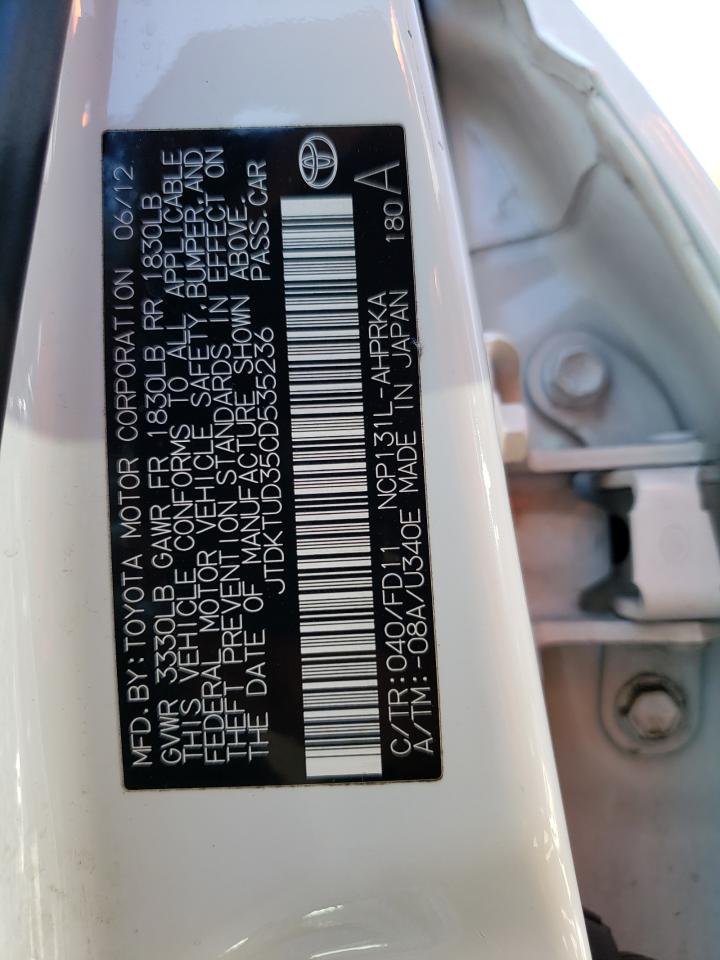 MFD. BY:TOYOTA MOTOR CORPORATION 06/12
GVWR 3330LB GAWR FR 1830LB RR 1830LB
THIS VEHICLE CONFORMS TO ALL APPLICABLE
FEDERAL MOTOR VEHICLE SAFETY,BUMPER,AND
THEFT PREVENTION STANDARDS IN EFFECT ON
THE DATE OF MANUFACTURE SHOWN ABOVE.
JTDKTUD35CD535236 PASS.CAR
C/TR:040/FD11 NCP131L-AHPRKA 180A
A/TM:-08A/U340E MADE IN JAPAN